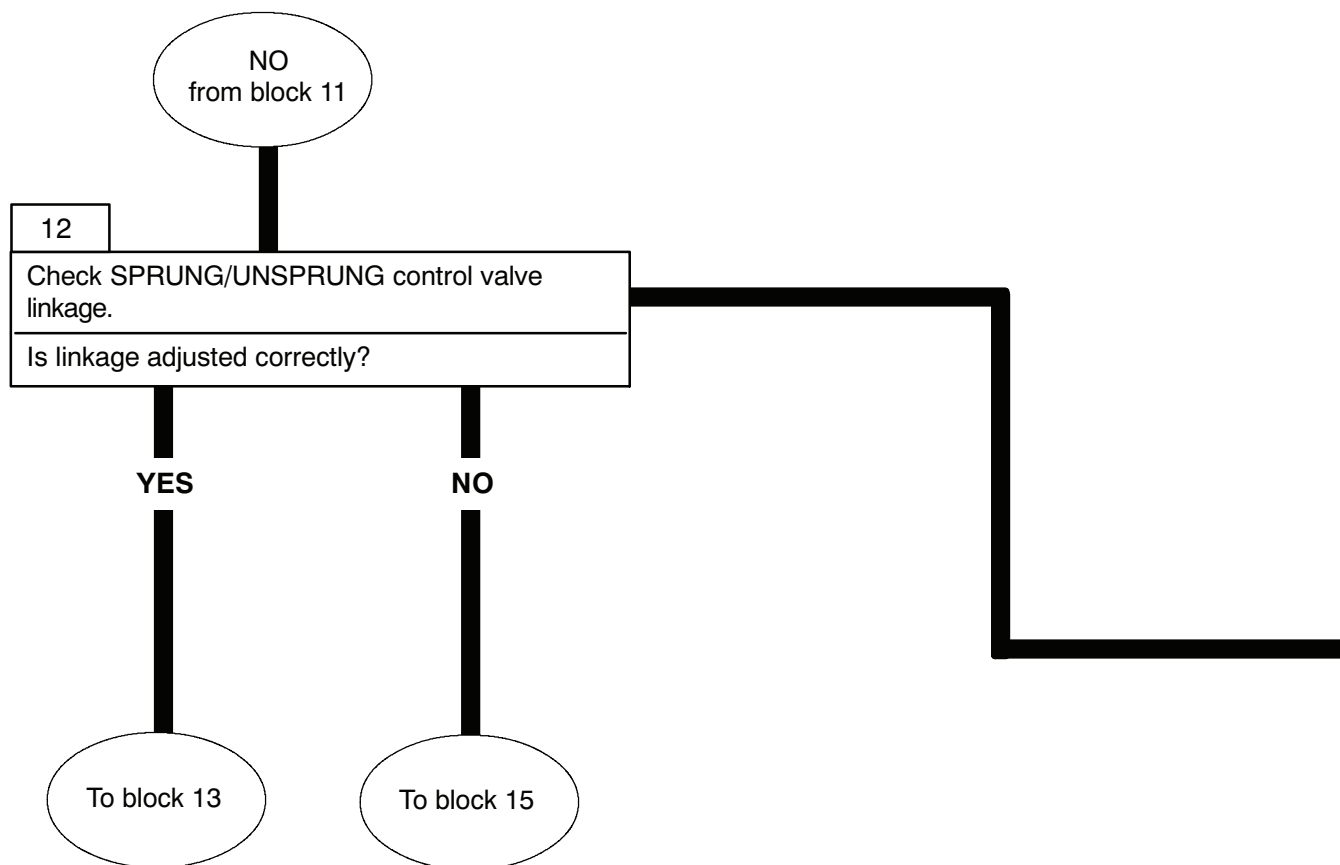 NO
from block 11
12
Check SPRUNG/UNSPRUNG control valve
linkage.
Is linkage adjusted correctly?
YES
NO
To block 13
To block 15